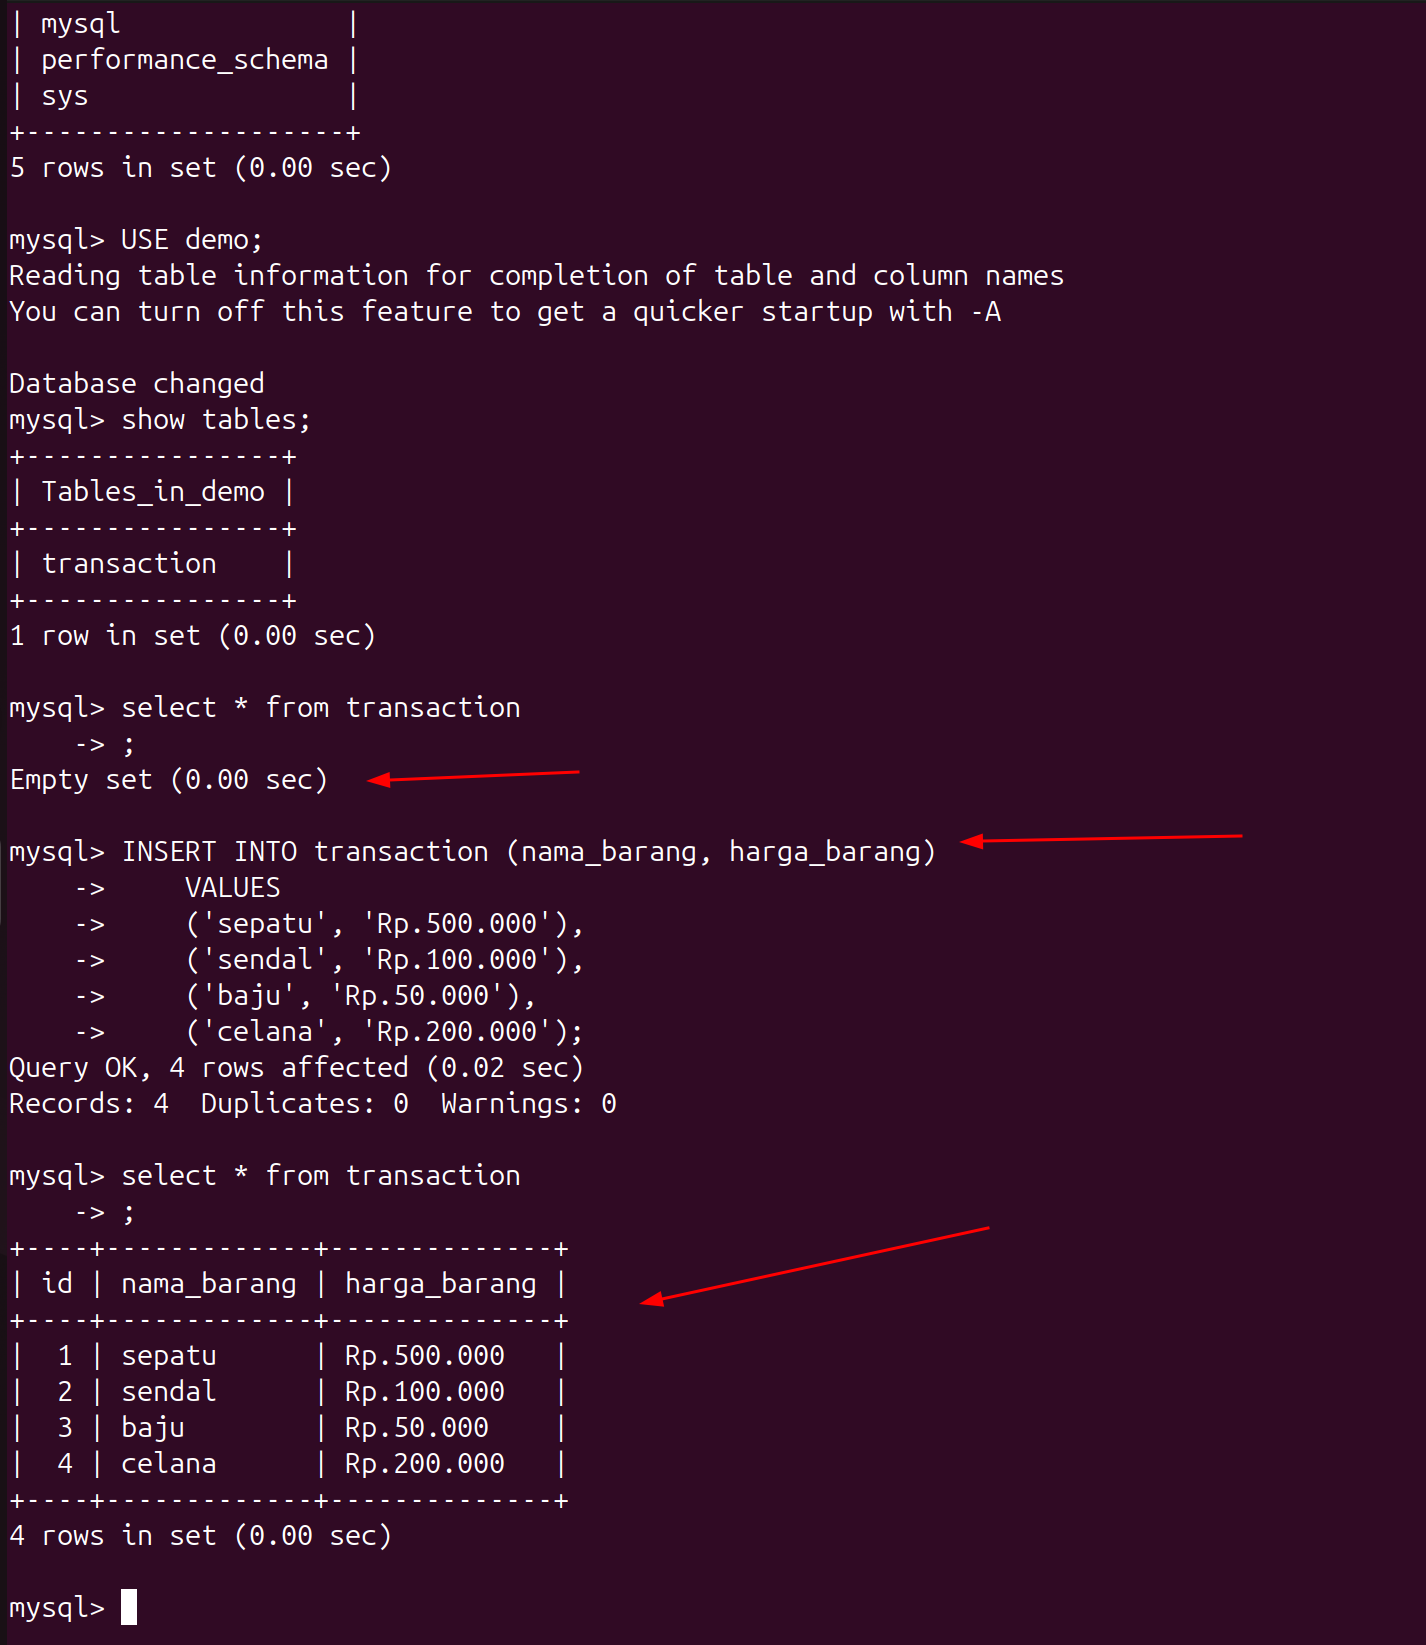 | mysql              |
| performance_schema |
| sys                |
+--------------------+
5 rows in set (0.00 sec)
mysql> USE demo;
Reading table information for completion of table and column names
You can turn off this feature to get a quicker startup with -A
Database changed
mysql> show tables;
+----------------+
| Tables_in_demo |
+----------------+
| transaction    |
+----------------+
1 row in set (0.00 sec)
mysql> select * from transaction
    -> ;
Empty set (0.00 sec)
mysql> INSERT INTO transaction (nama_barang, harga_barang)
    ->     VALUES
    ->     ('sepatu', 'Rp.500.000'),
    ->     ('sendal', 'Rp.100.000'),
    ->     ('baju', 'Rp.50.000'),
    ->     ('celana', 'Rp.200.000');
Query OK, 4 rows affected (0.02 sec)
Records: 4  Duplicates: 0  Warnings: 0
mysql> select * from transaction
    -> ;
+----+-------------+--------------+
| id | nama_barang | harga_barang |
+----+-------------+--------------+
|  1 | sepatu      | Rp.500.000   |
|  2 | sendal      | Rp.100.000   |
|  3 | baju        | Rp.50.000    |
|  4 | celana      | Rp.200.000   |
+----+-------------+--------------+
4 rows in set (0.00 sec)
mysql>